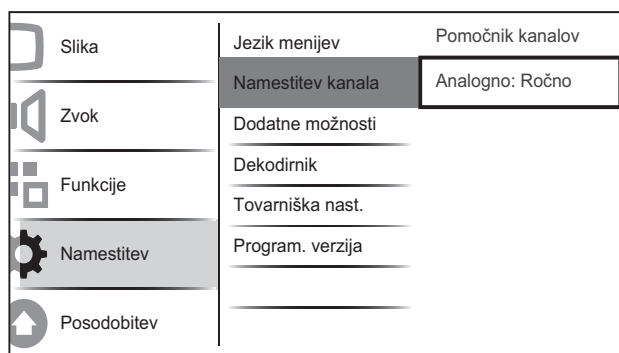 Slika
Zvok
Funkcije
Namestitev
Posodobitev
Jezik menijev
Namestitev kanala
Dodatne možnosti
Dekodirnik
Tovarniška nast.
Program. verzija
Pomočnik kanalov
Analogno: Ročno